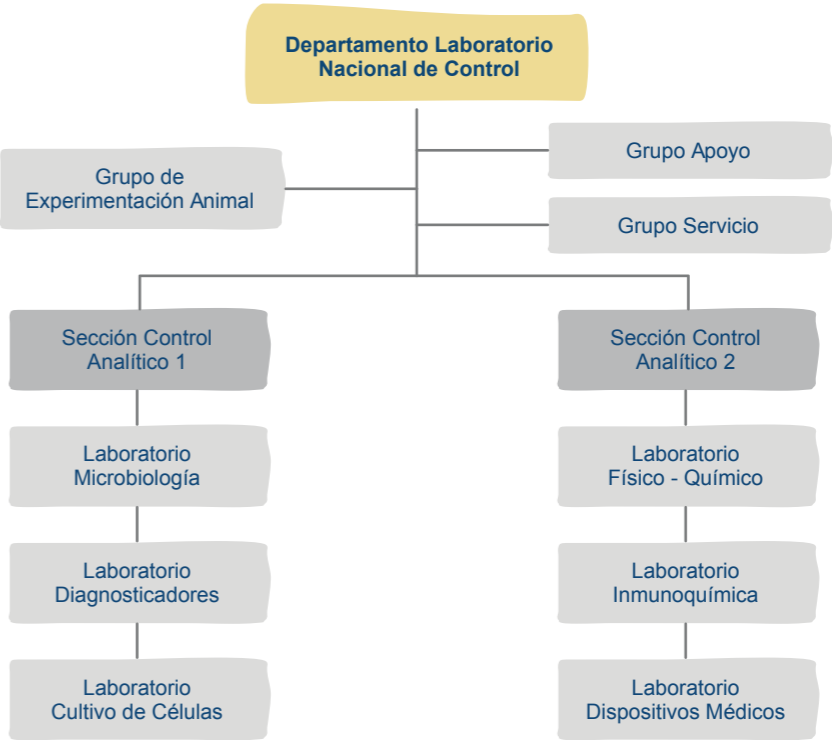 Departamento Laboratorio
Nacional de Control
Grupo Apoyo
Grupo de
Experimentación Animal
Grupo Servicio
Sección Control
Analítico 1
Sección Control
Analítico 2
Laboratorio
Microbiología
Laboratorio
Físico - Químico
Laboratorio
Diagnosticadores
Laboratorio
Inmunoquímica
Laboratorio
Cultivo de Células
Laboratorio
Dispositivos Médicos